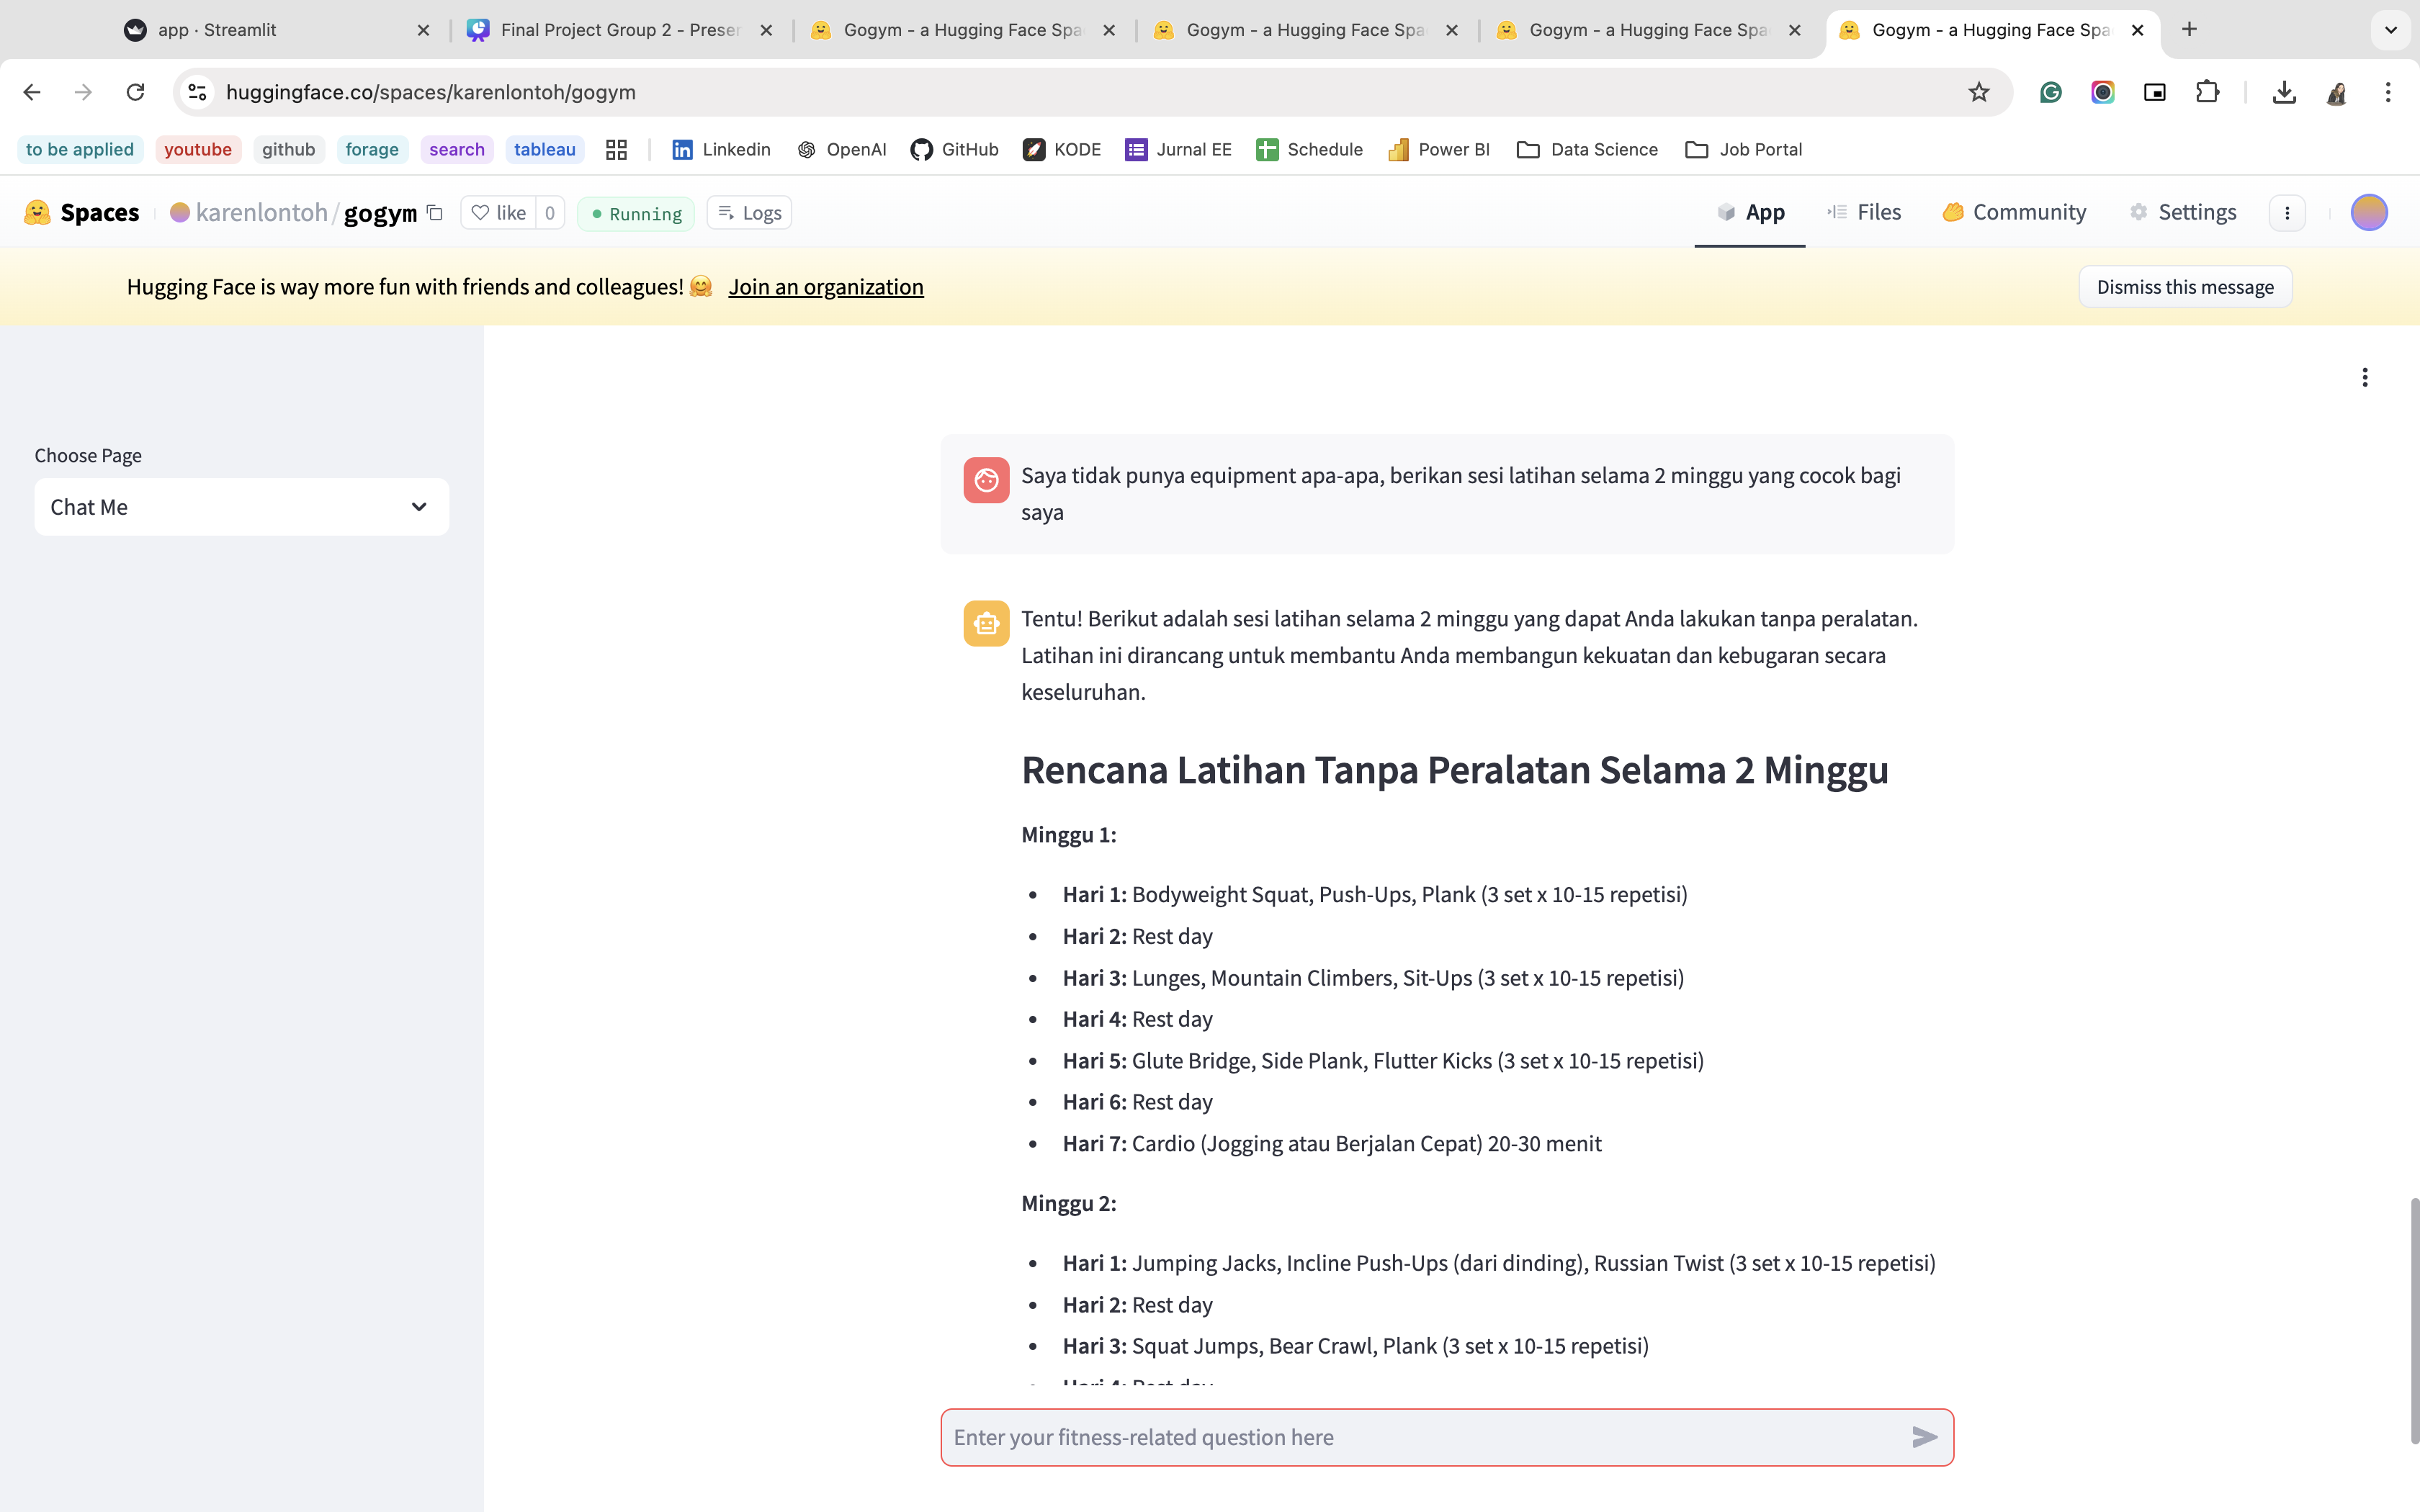 app · Streamlit
Final Project Group 2 - Preser
Gogym - a Hugging Face Spa
Gogym - a Hugging Face Spa
Gogym - a Hugging Face Spa
Gogym - a Hugging Face Spa
huggingface.co/spaces/karenlontoh/gogym
to be applied youtube github forage search tableau Linkedin OpenAI GitHub KODE Jurnal EE Schedule Power BI Data Science Job Portal
Spaces karenlontoh/gogym like 0 Running Logs App Files Community Settings
Hugging Face is way more fun with friends and colleagues! 🤗 Join an organization Dismiss this message
Choose Page
Chat Me
Saya tidak punya equipment apa-apa, berikan sesi latihan selama 2 minggu yang cocok bagi
saya
Tentu! Berikut adalah sesi latihan selama 2 minggu yang dapat Anda lakukan tanpa peralatan.
Latihan ini dirancang untuk membantu Anda membangun kekuatan dan kebugaran secara
keseluruhan.
Rencana Latihan Tanpa Peralatan Selama 2 Minggu
Minggu 1:
• Hari 1: Bodyweight Squat, Push-Ups, Plank (3 set x 10-15 repetisi)
• Hari 2: Rest day
• Hari 3: Lunges, Mountain Climbers, Sit-Ups (3 set x 10-15 repetisi)
• Hari 4: Rest day
• Hari 5: Glute Bridge, Side Plank, Flutter Kicks (3 set x 10-15 repetisi)
• Hari 6: Rest day
• Hari 7: Cardio (Jogging atau Berjalan Cepat) 20-30 menit
Minggu 2:
• Hari 1: Jumping Jacks, Incline Push-Ups (dari dinding), Russian Twist (3 set x 10-15 repetisi)
• Hari 2: Rest day
• Hari 3: Squat Jumps, Bear Crawl, Plank (3 set x 10-15 repetisi)
• Hari 4: Rest day
Enter your fitness-related question here